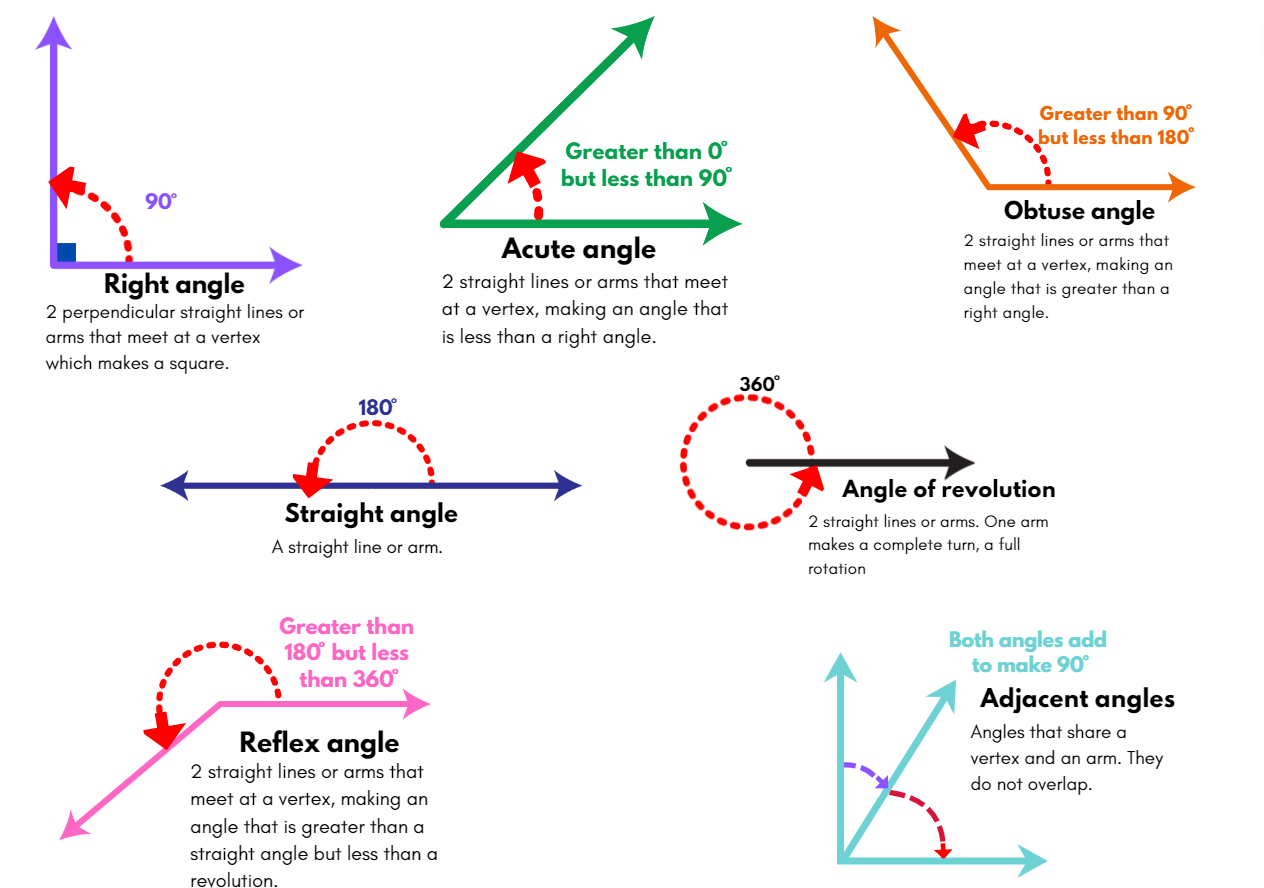 90°
Right angle
2 perpendicular straight lines or
arms that meet at a vertex
which makes a square.
Greater than 0°
but less than 90°
Acute angle
2 straight lines or arms that meet
at a vertex, making an angle that
is less than a right angle.
Greater than 90°
but less than 180°
Obtuse angle
2 straight lines or arms that
meet at a vertex, making an
angle that is greater than a
right angle.
180°
Straight angle
A straight line or arm.
360°
Angle of revolution
2 straight lines or arms. One arm
makes a complete turn, a full
rotation
Greater than
180° but less
than 360°
Reflex angle
2 straight lines or arms that
meet at a vertex, making an
angle that is greater than a
straight angle but less than a
revolution.
Both angles add
to make 90°
Adjacent angles
Angles that share a
vertex and an arm. They
do not overlap.